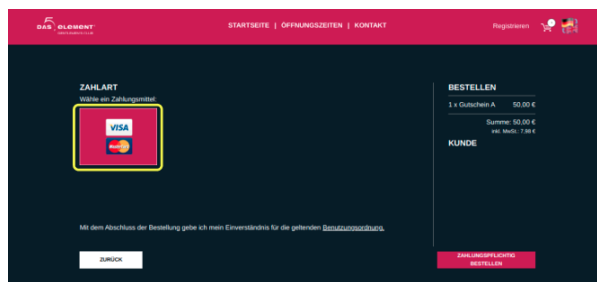 DAS ELEMENT
STARTSEITE | ÖFFNUNGSZEITEN | KONTAKT
Registrieren
ZAHLART
Wähle ein Zahlungsmittel:
VISA
MasterCard
Mit dem Abschluss der Bestellung gebe ich mein Einverständnis für die geltenden Benutzungsordnung.
ZURÜCK
BESTELLEN
1 x Gutschein A 50,00 €
Summe: 50,00 €
inkl. MwSt.: 7,98 €
KUNDE
ZAHLUNGSPFLICHTIG
BESTELLEN